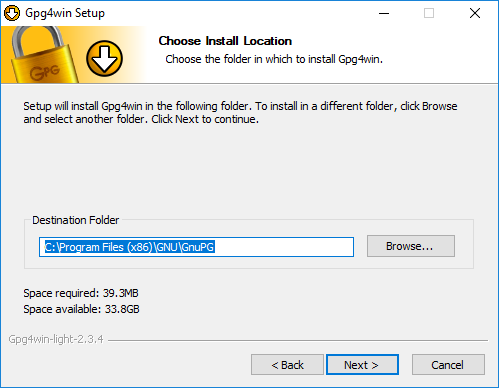 Gpg4win Setup
GPG
Choose Install Location
Choose the folder in which to install Gpg4win.
Setup will install Gpg4win in the following folder. To install in a different folder, click Browse
and select another folder. Click Next to continue.
Destination Folder
C:\Program Files (x86)\GNU\GnuPG
Browse...
Space required: 39.3MB
Space available: 33.8GB
Gpg4win-light-2.3.4
< Back
Next >
Cancel